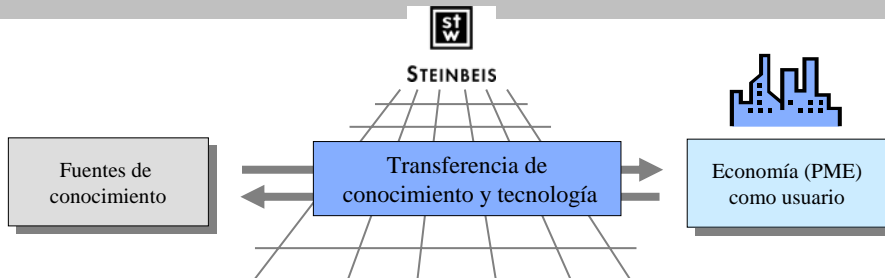 st
w
STEINBEIS
Fuentes de
conocimiento
Transferencia de
conocimiento y tecnología
Economía (PME)
como usuario